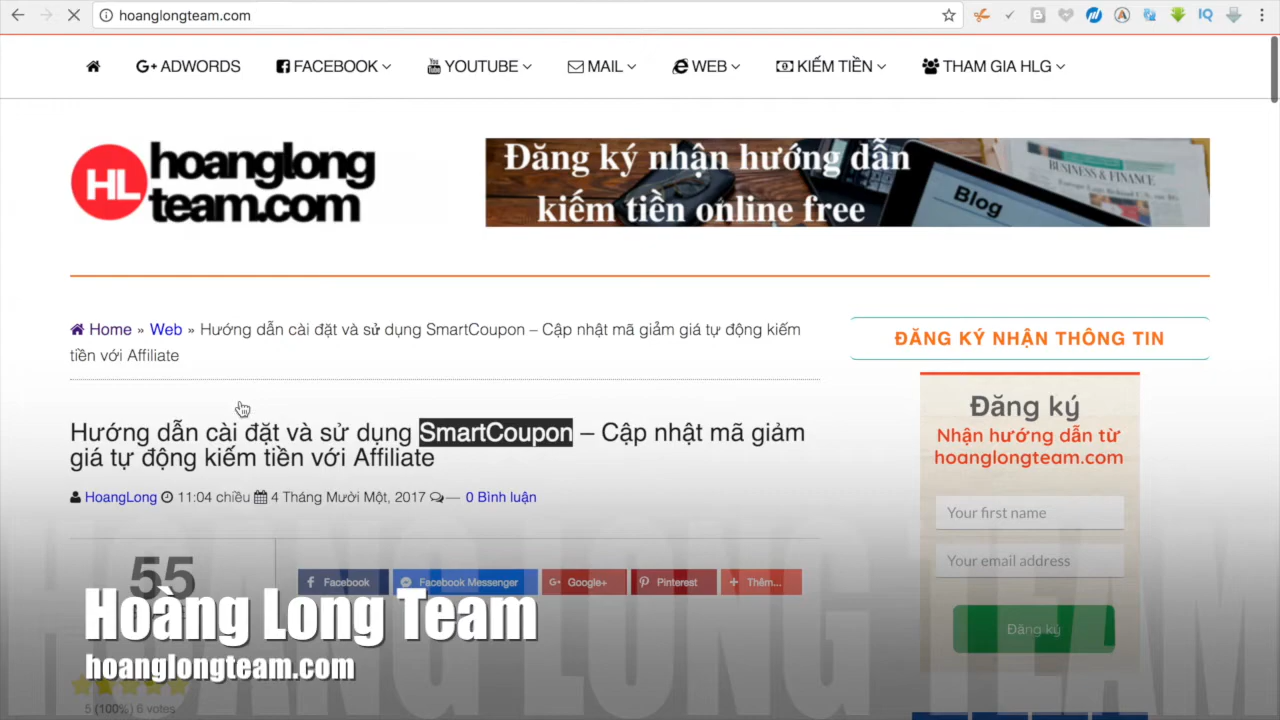 hoanglongteam.com
IQ
G+ ADWORDS
FACEBOOK
YOUTUBE
MAIL
WEB
KIẾM TIỀN
THAM GIA HLG
HL hoanglong
team.com
Đăng ký nhận hướng dẫn
kiếm tiền online free
Blog
BUSINESS & FINANCE
Home » Web » Hướng dẫn cài đặt và sử dụng SmartCoupon – Cập nhật mã giảm giá tự động kiếm
tiền với Affiliate
ĐĂNG KÝ NHẬN THÔNG TIN
Đăng ký
Nhận hướng dẫn từ
hoanglongteam.com
Your first name
Your email address
Đăng ký
Hướng dẫn cài đặt và sử dụng SmartCoupon – Cập nhật mã giảm
giá tự động kiếm tiền với Affiliate
HoangLong 11:04 chiều 4 Tháng Mười Một, 2017 — 0 Bình luận
55
Facebook
Facebook Messenger
G+ Google+
Pinterest
+ Thêm...
Hoàng Long Team
hoanglongteam.com
5 (100%) 6 votes
HOÀNG LONG TEAM